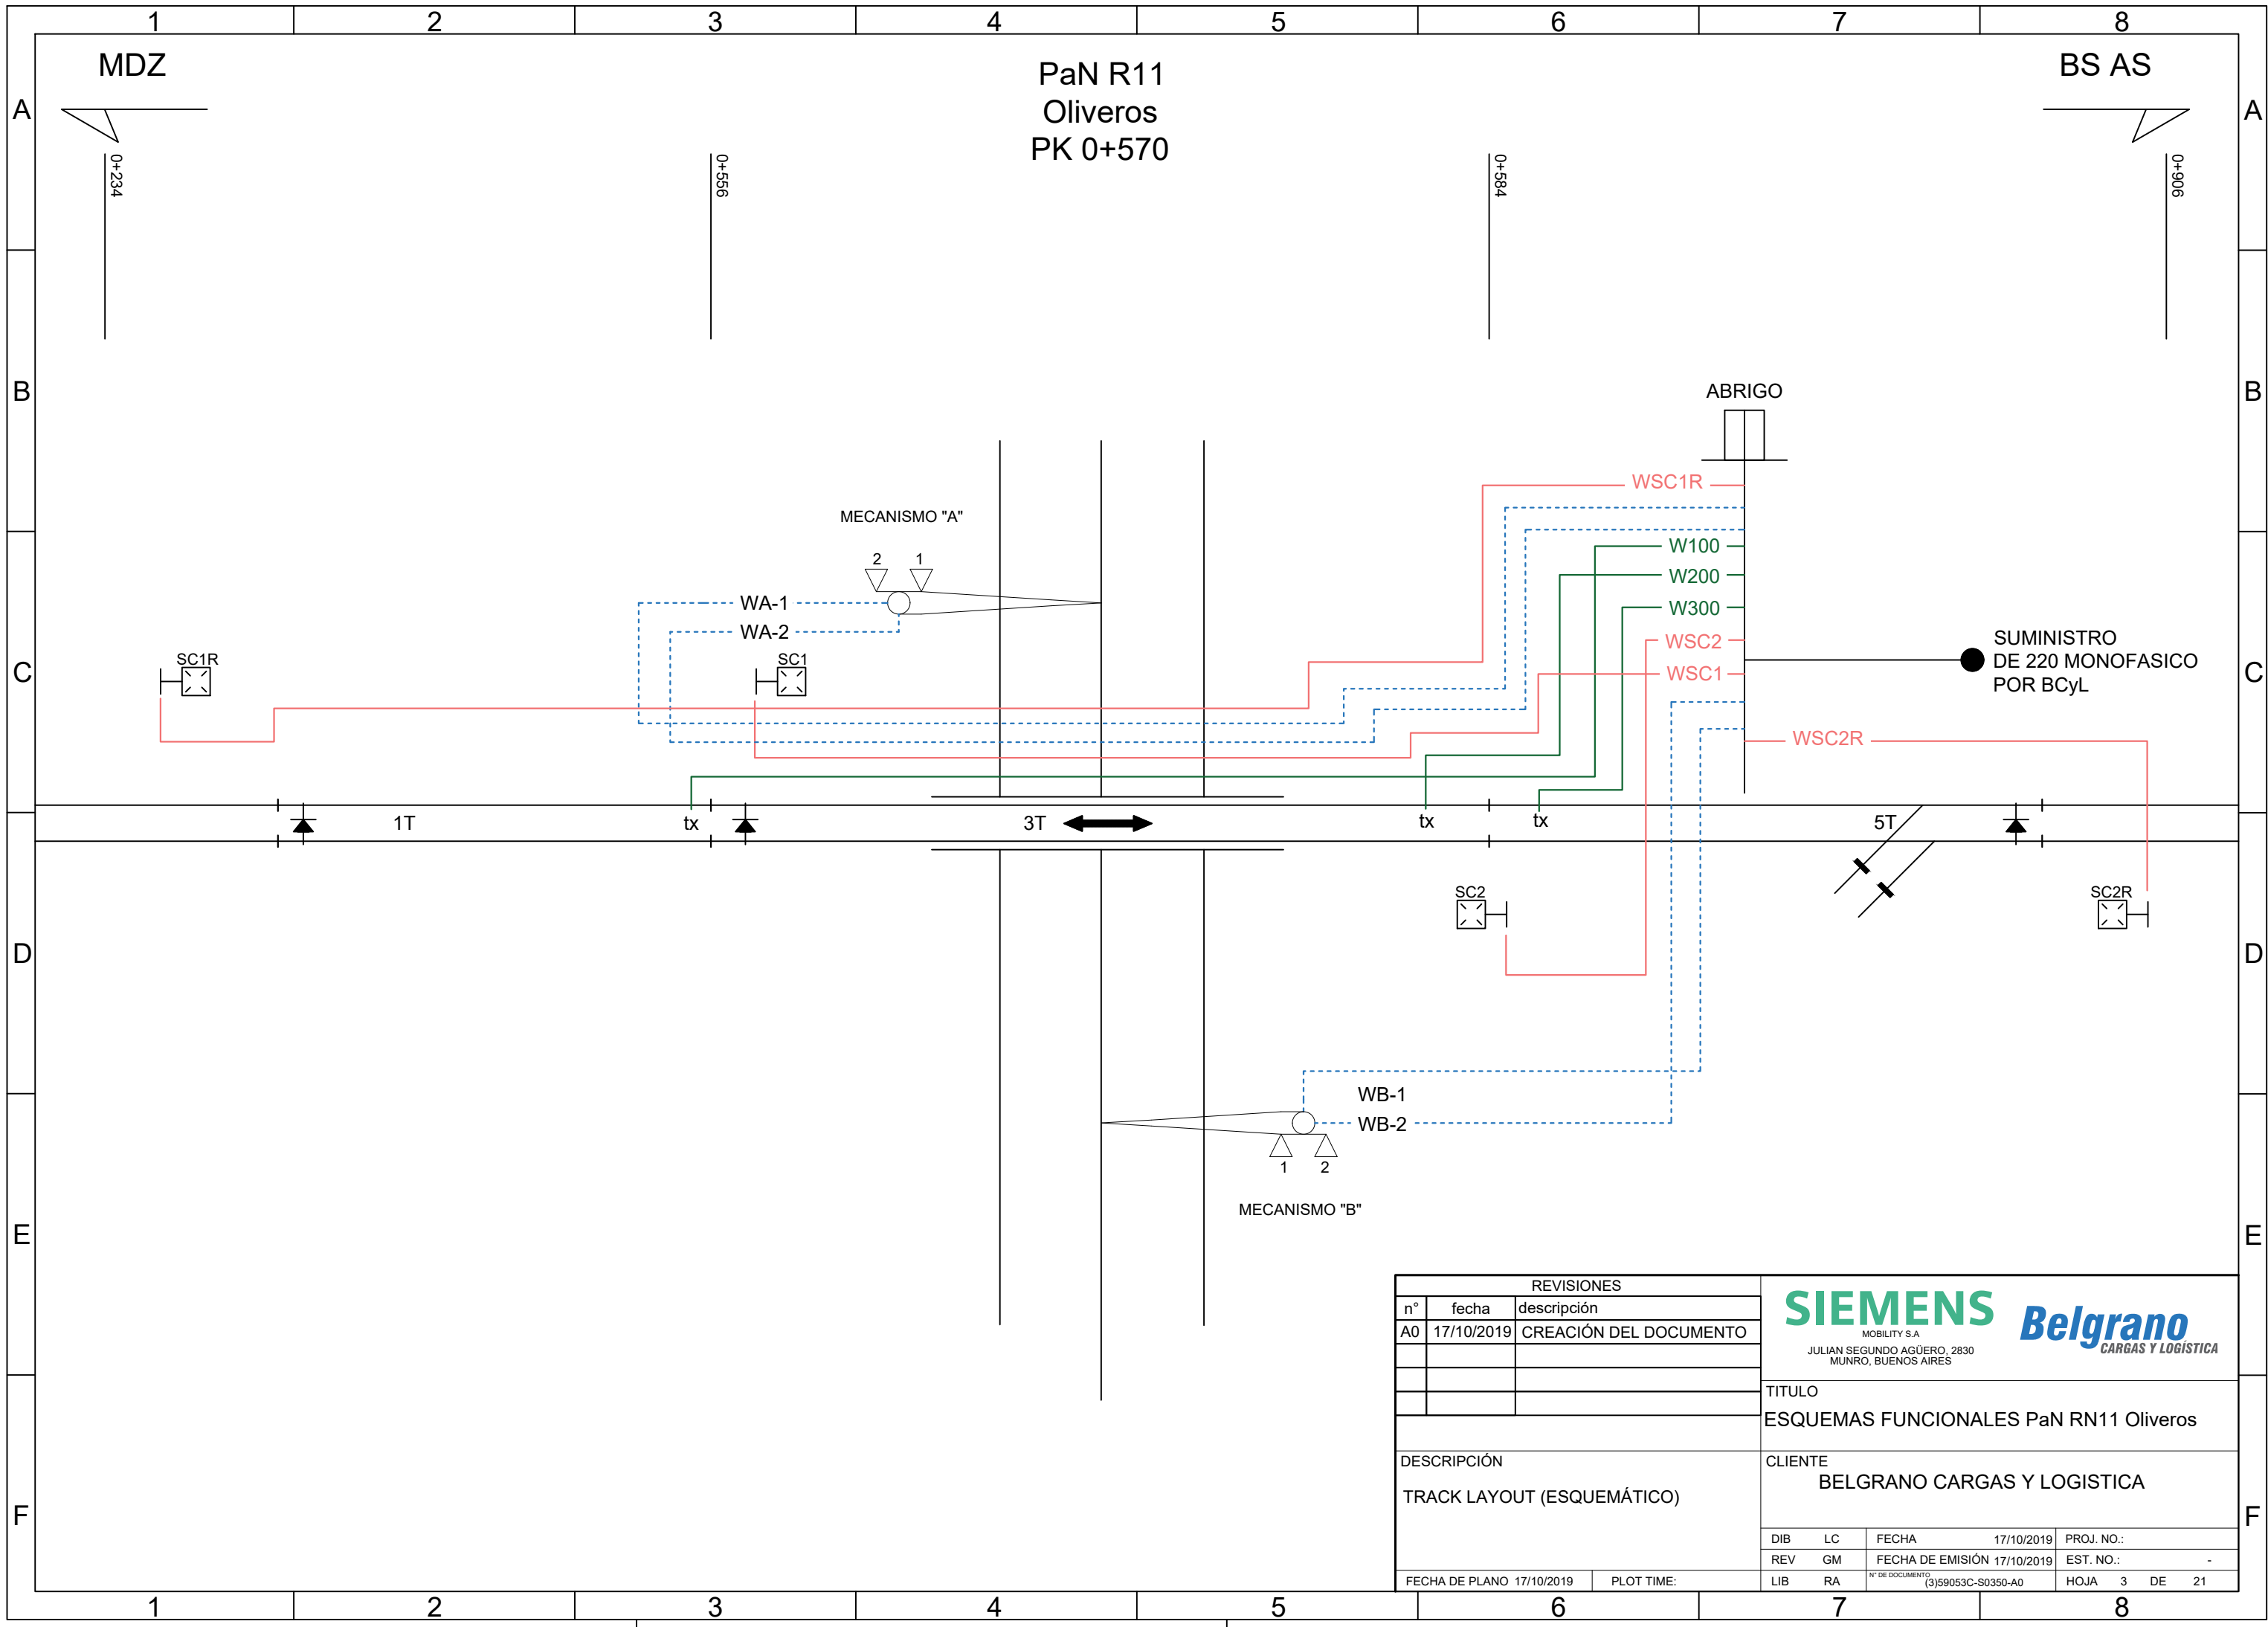 1 2 3 4 5 6 7 8
MDZ
PaN R11
Oliveros
PK 0+570
BS AS
A A
0+234
0+556
0+584
0+906
B B
ABRIGO
WSC1R
MECANISMO "A"
2 1
W100
W200
WA-1
W300
WA-2
WSC2
SUMINISTRO
DE 220 MONOFASICO
POR BCyL
SC1R
SC1
C C
WSC1
WSC2R
1T
tx
3T
tx
tx
5T
SC2
SC2R
D D
WB-1
WB-2
1 2
MECANISMO "B"
E E
REVISIONES
n° fecha descripción
A0 17/10/2019 CREACIÓN DEL DOCUMENTO
SIEMENS
MOBILITY S.A
JULIAN SEGUNDO AGÜERO, 2830
MUNRO, BUENOS AIRES
Belgrano
CARGAS Y LOGÍSTICA
TITULO
ESQUEMAS FUNCIONALES PaN RN11 Oliveros
DESCRIPCIÓN
TRACK LAYOUT (ESQUEMÁTICO)
CLIENTE
BELGRANO CARGAS Y LOGISTICA
F F
DIB LC FECHA 17/10/2019 PROJ. NO.:
REV GM FECHA DE EMISIÓN 17/10/2019 EST. NO.: -
FECHA DE PLANO 17/10/2019 PLOT TIME: LIB RA N° DE DOCUMENTO (3)59053C-S0350-A0 HOJA 3 DE 21
1 2 3 4 5 6 7 8